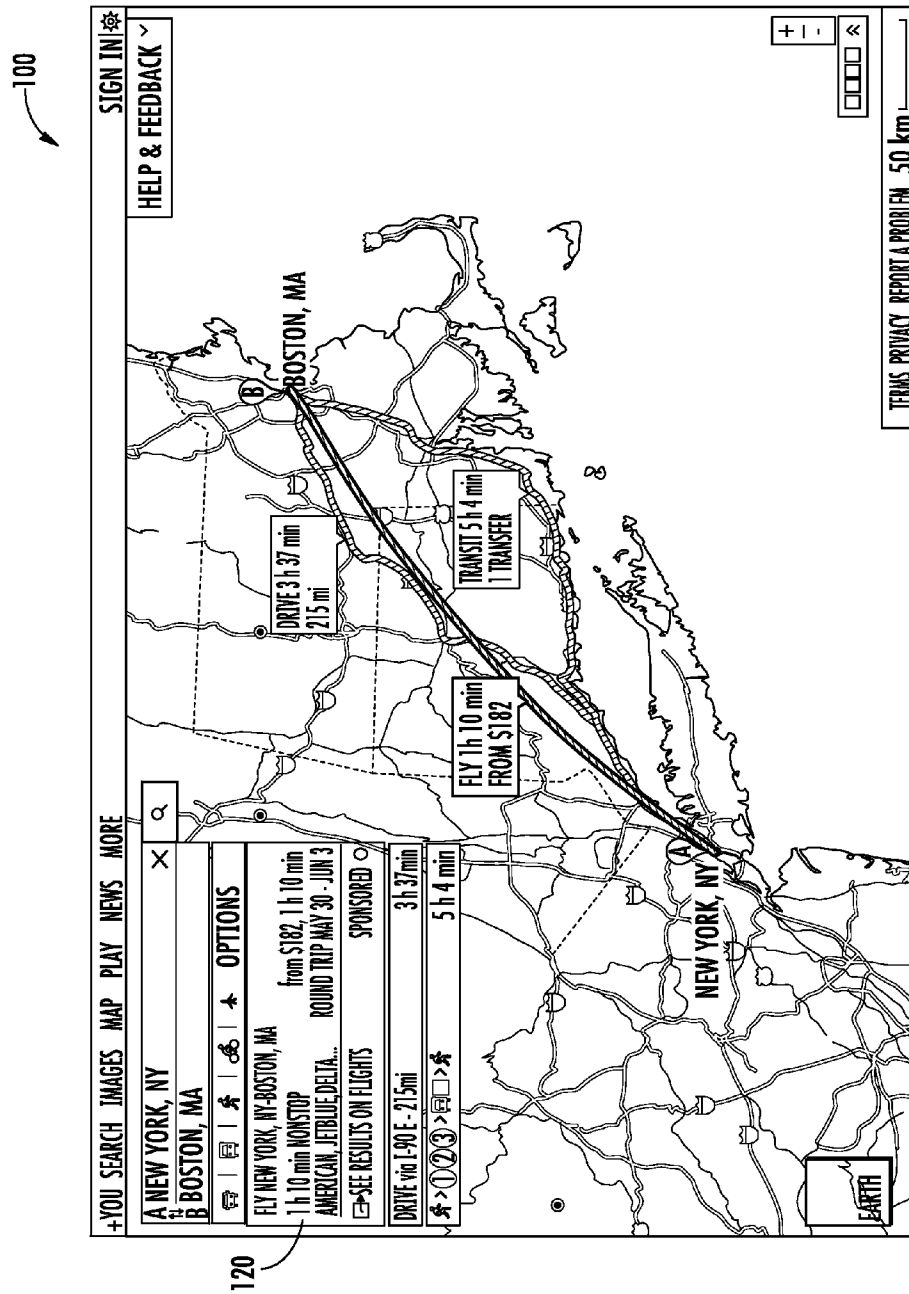 100
+YOU SEARCH IMAGES MAP PLAY NEWS MORE
SIGN IN
HELP & FEEDBACK
A NEW YORK, NY
X
B BOSTON, MA
OPTIONS
120
FLY NEW YORK, NY-BOSTON, MA
from $182, 1 h 10 min
1 h 10 min NONSTOP
ROUND TRIP MAY 30 - JUN 3
AMERICAN, JETBLUE, DELTA...
SEE RESULTS ON FLIGHTS
SPONSORED
DRIVE via I-90 E - 215mi
3 h 37min
> 1 2 3 > >
5 h 4 min
B
BOSTON, MA
DRIVE 3 h 37 min
215 mi
TRANSIT 5 h 4 min
1 TRANSFER
FLY 1h 10 min
FROM $182
A
NEW YORK, NY
+
-
EARTH
TERMS PRIVACY REPORT A PROBLEM 50 km